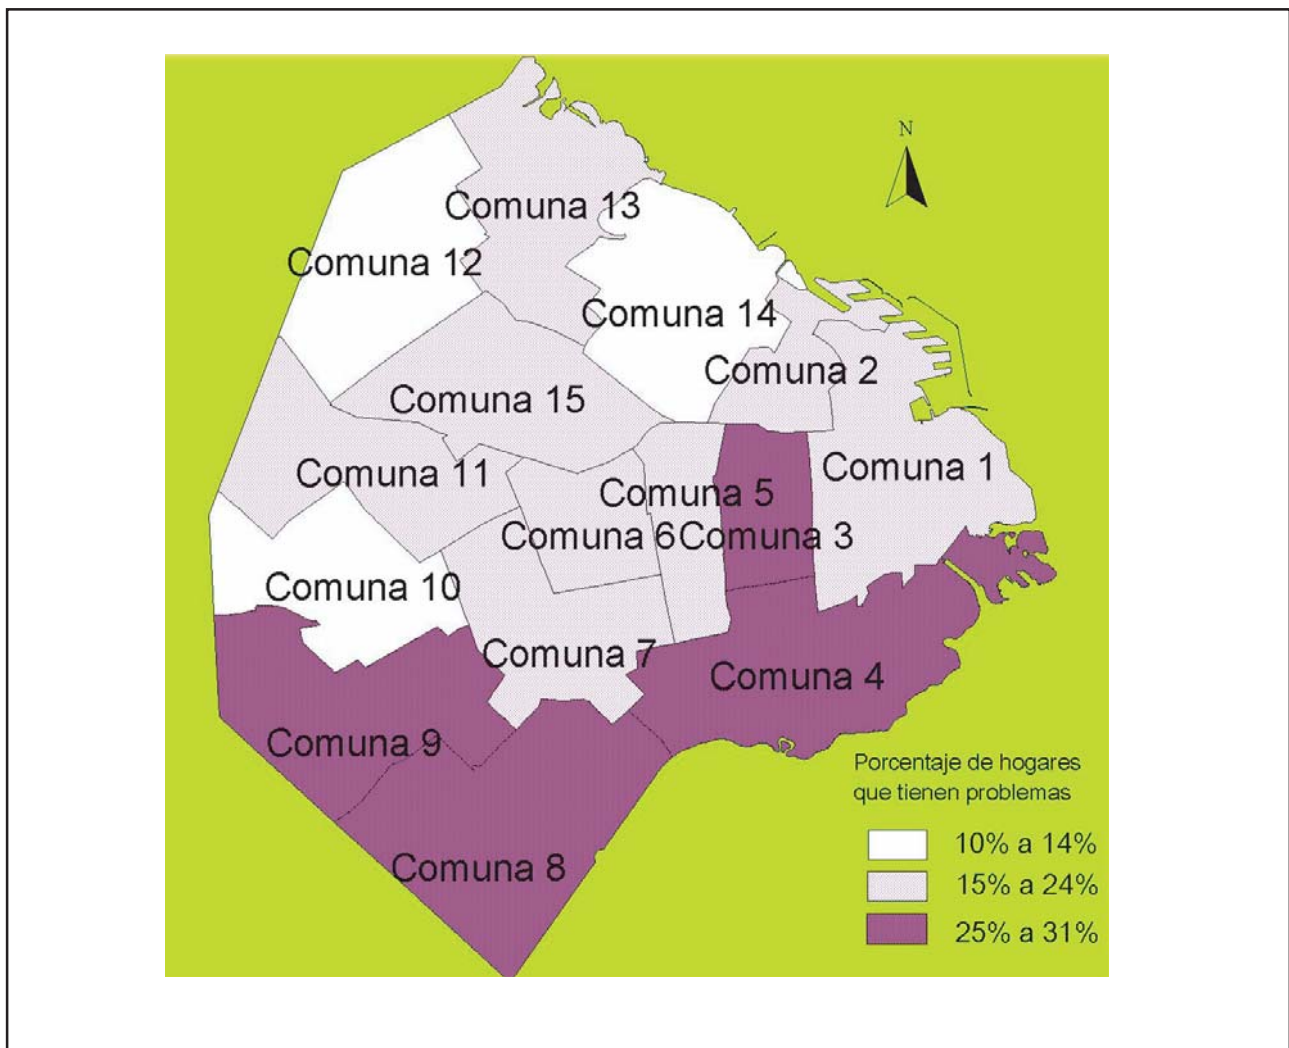 N
Comuna 13
Comuna 12
Comuna 14
Comuna 2
Comuna 15
Comuna 11
Comuna 1
Comuna 5
Comuna 6
Comuna 3
Comuna 10
Comuna 7
Comuna 4
Comuna 9
Comuna 8
Porcentaje de hogares
que tienen problemas
10% a 14%
15% a 24%
25% a 31%